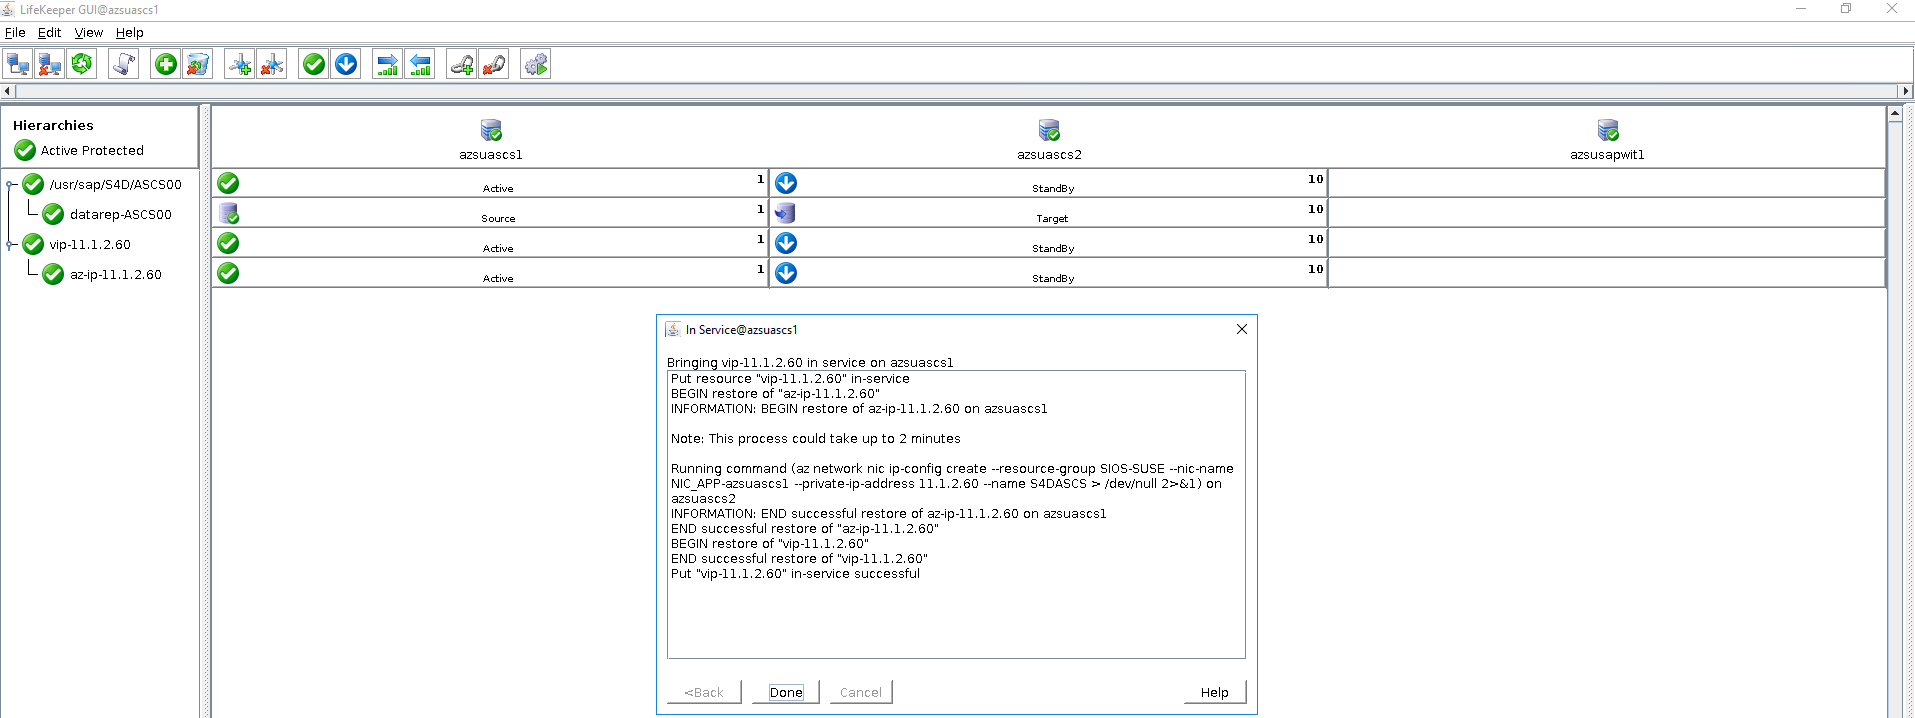 LifeKeeper GUI@azsuascs1
File Edit View Help
Hierarchies
Active Protected
azsuascs1 azsuascs2 azsusapwit1
/usr/sap/S4D/ASCS00 Active 1 StandBy 10
datarep-ASCS00 Source 1 Target 10
vip-11.1.2.60 Active 1 StandBy 10
az-ip-11.1.2.60 Active 1 StandBy 10
In Service@azsuascs1
Bringing vip-11.1.2.60 in service on azsuascs1
Put resource "vip-11.1.2.60" in-service
BEGIN restore of "az-ip-11.1.2.60"
INFORMATION: BEGIN restore of az-ip-11.1.2.60 on azsuascs1
Note: This process could take up to 2 minutes
Running command (az network nic ip-config create --resource-group SIOS-SUSE --nic-name
NIC_APP-azsuascs1 --private-ip-address 11.1.2.60 --name S4DASCS > /dev/null 2>&1) on
azsuascs2
INFORMATION: END successful restore of az-ip-11.1.2.60 on azsuascs1
END successful restore of "az-ip-11.1.2.60"
BEGIN restore of "vip-11.1.2.60"
END successful restore of "vip-11.1.2.60"
Put "vip-11.1.2.60" in-service successful
<Back Done Cancel Help